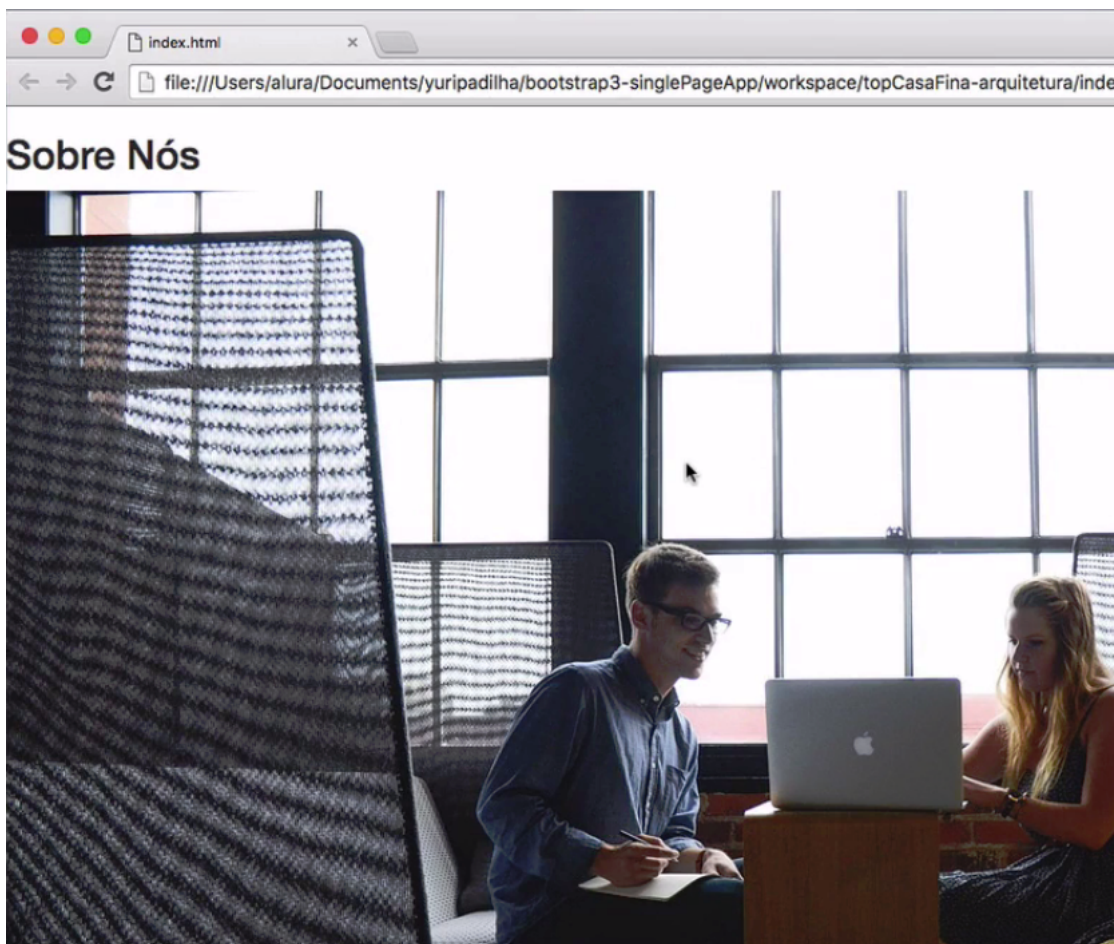 index.html
file:///Users/alura/Documents/yuripadilha/bootstrap3-singlePageApp/workspace/topCasaFina-arquitetura/inde
Sobre Nós